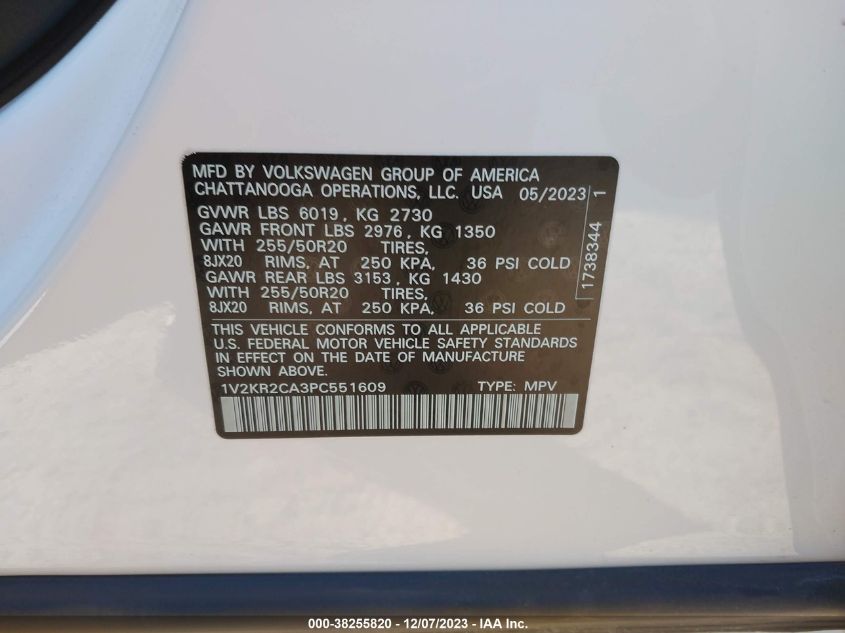 MFD BY VOLKSWAGEN GROUP OF AMERICA
CHATTANOOGA OPERATIONS, LLC. USA 05/2023
GVWR LBS 6019, KG 2730
GAWR FRONT LBS 2976, KG 1350
WITH 255/50R20 TIRES,
8JX20 RIMS, AT 250 KPA, 36 PSI COLD
GAWR REAR LBS 3153, KG 1430
WITH 255/50R20 TIRES,
8JX20 RIMS, AT 250 KPA, 36 PSI COLD
1738344 1
THIS VEHICLE CONFORMS TO ALL APPLICABLE
U.S. FEDERAL MOTOR VEHICLE SAFETY STANDARDS
IN EFFECT ON THE DATE OF MANUFACTURE
SHOWN ABOVE.
1V2KR2CA3PC551609 TYPE: MPV
000-38255820 - 12/07/2023 - IAA Inc.